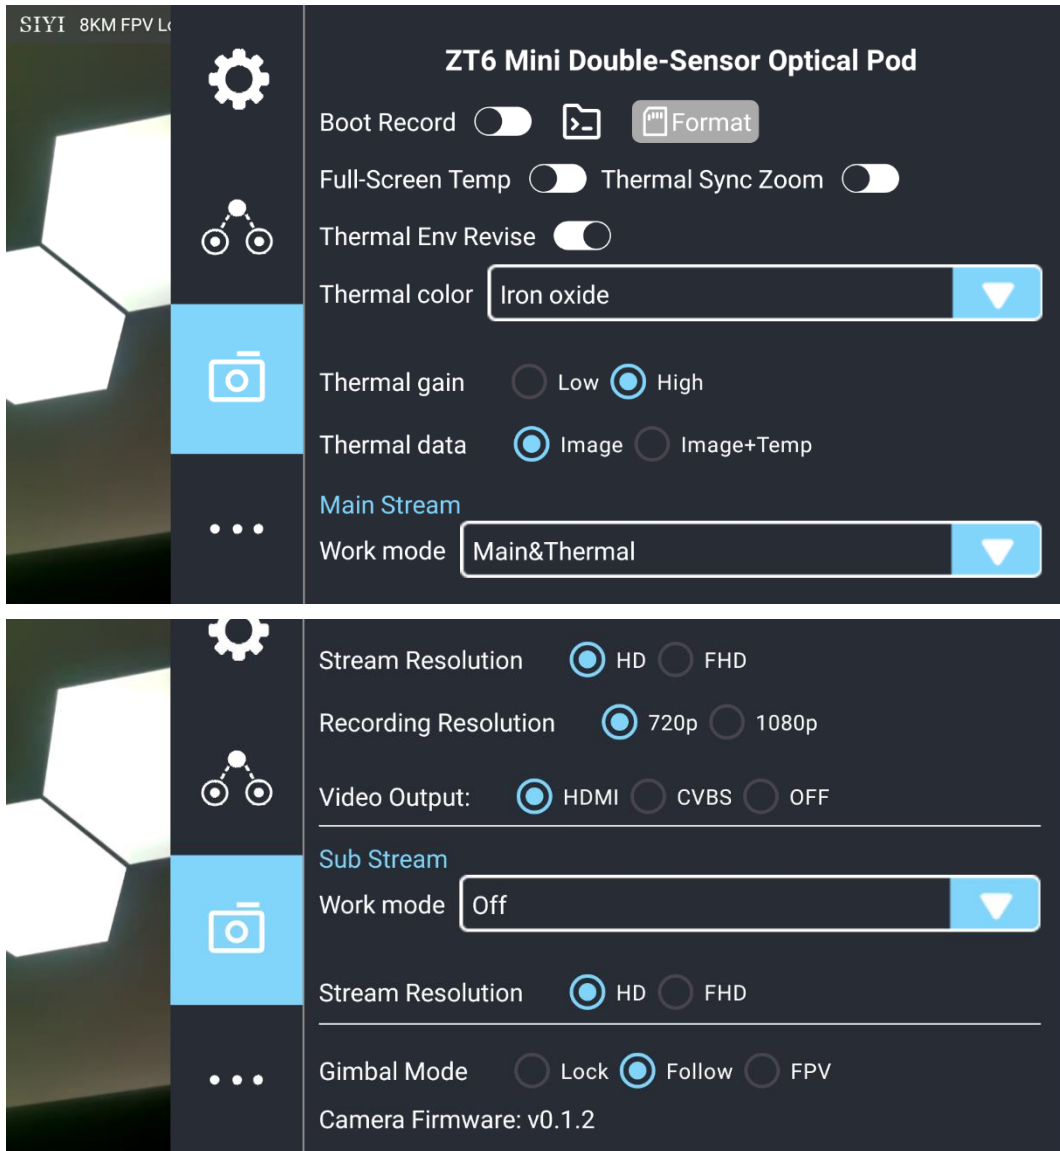 SIYI 8KM FPV Lo
ZT6 Mini Double-Sensor Optical Pod
Boot Record Format
Full-Screen Temp Thermal Sync Zoom
Thermal Env Revise
Thermal color Iron oxide
Thermal gain Low High
Thermal data Image Image+Temp
Main Stream
Work mode Main&Thermal
Stream Resolution HD FHD
Recording Resolution 720p 1080p
Video Output: HDMI CVBS OFF
Sub Stream
Work mode Off
Stream Resolution HD FHD
Gimbal Mode Lock Follow FPV
Camera Firmware: v0.1.2